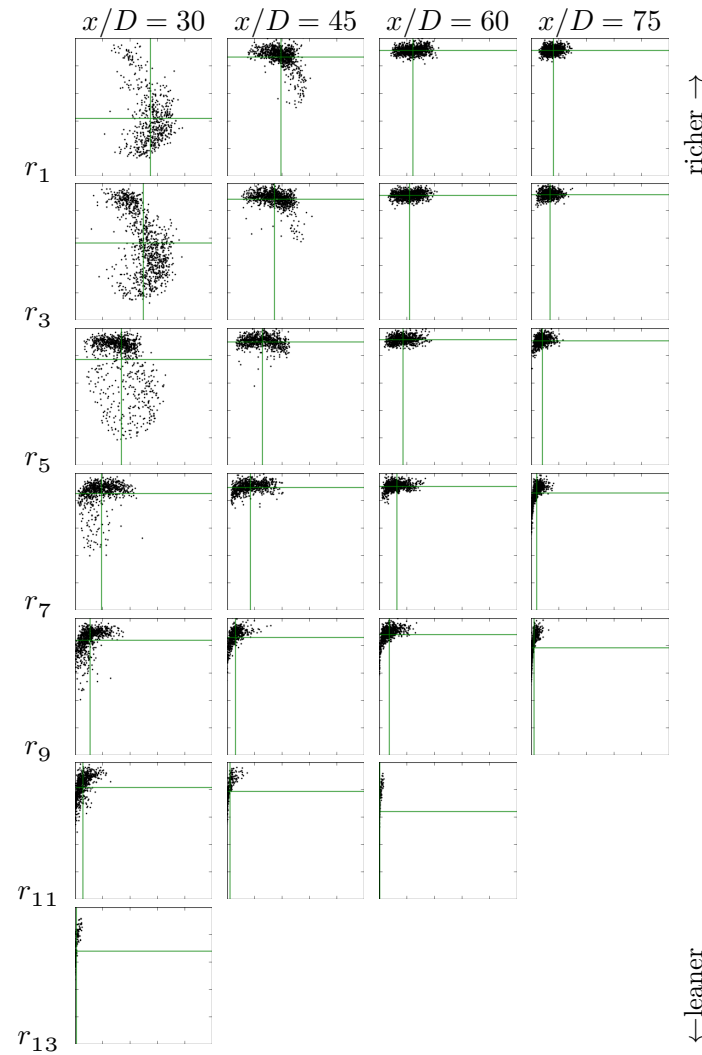 x/D = 30 x/D = 45 x/D = 60 x/D = 75
richer →
r₁
r₃
r₅
r₇
r₉
r₁₁
r₁₃
←leaner